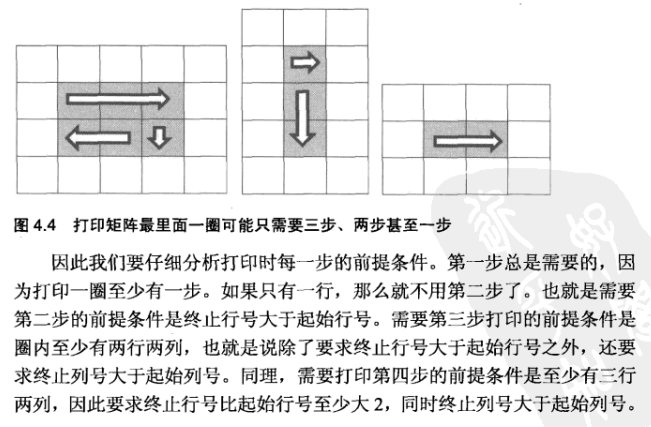 图 4.4 打印矩阵最里面一圈可能只需要三步、两步甚至一步
因此我们要仔细分析打印时每一步的前提条件。第一步总是需要的，因
为打印一圈至少有一步。如果只有一行，那么就不用第二步了。也就是需要
第二步的前提条件是终止行号大于起始行号。需要第三步打印的前提条件是
圈内至少有两行两列，也就是说除了要求终止行号大于起始行号之外，还要
求终止列号大于起始列号。同理，需要打印第四步的前提条件是至少有三行
两列，因此要求终止行号比起始行号至少大 2，同时终止列号大于起始列号。